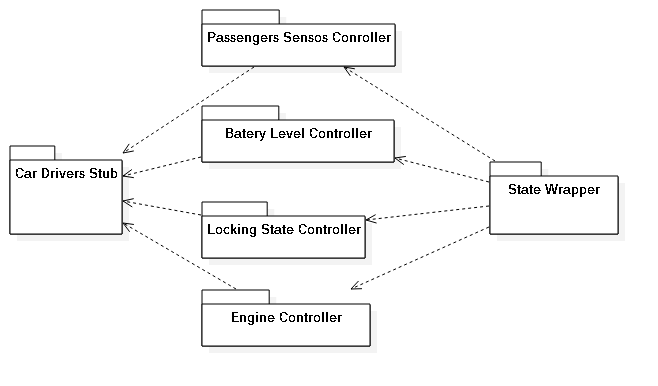 Passengers Sensos Conroller
Batery Level Controller
Car Drivers Stub
State Wrapper
Locking State Controller
Engine Controller